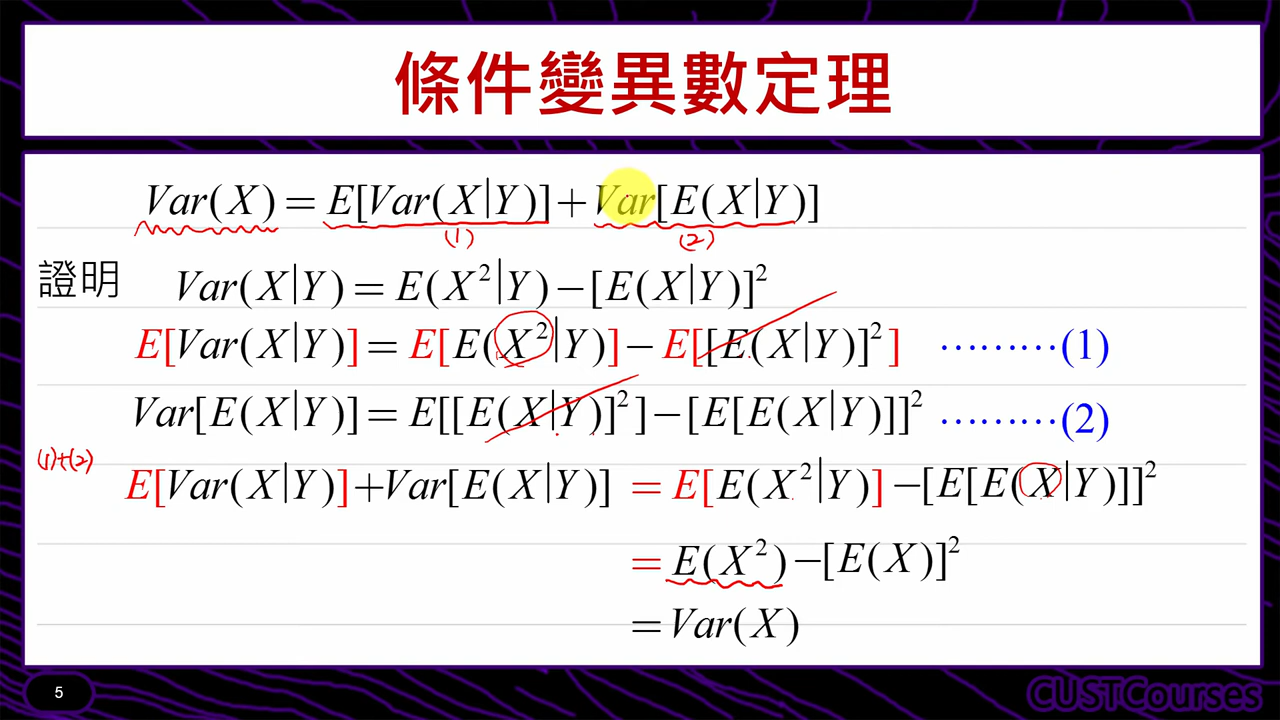 條件變異數定理
Var(X) = E[Var(X|Y)] + Var[E(X|Y)]
(1) (2)
證明 Var(X|Y) = E(X²|Y) − [E(X|Y)]²
E[Var(X|Y)] = E[E(X²|Y)] − E[[E(X|Y)]²] ………(1)
Var[E(X|Y)] = E[[E(X|Y)]²] − [E[E(X|Y)]]² ………(2)
(1)+(2)
E[Var(X|Y)] + Var[E(X|Y)] = E[E(X²|Y)] − [E[E(X|Y)]]²
= E(X²) − [E(X)]²
= Var(X)
5
CUSTCourses